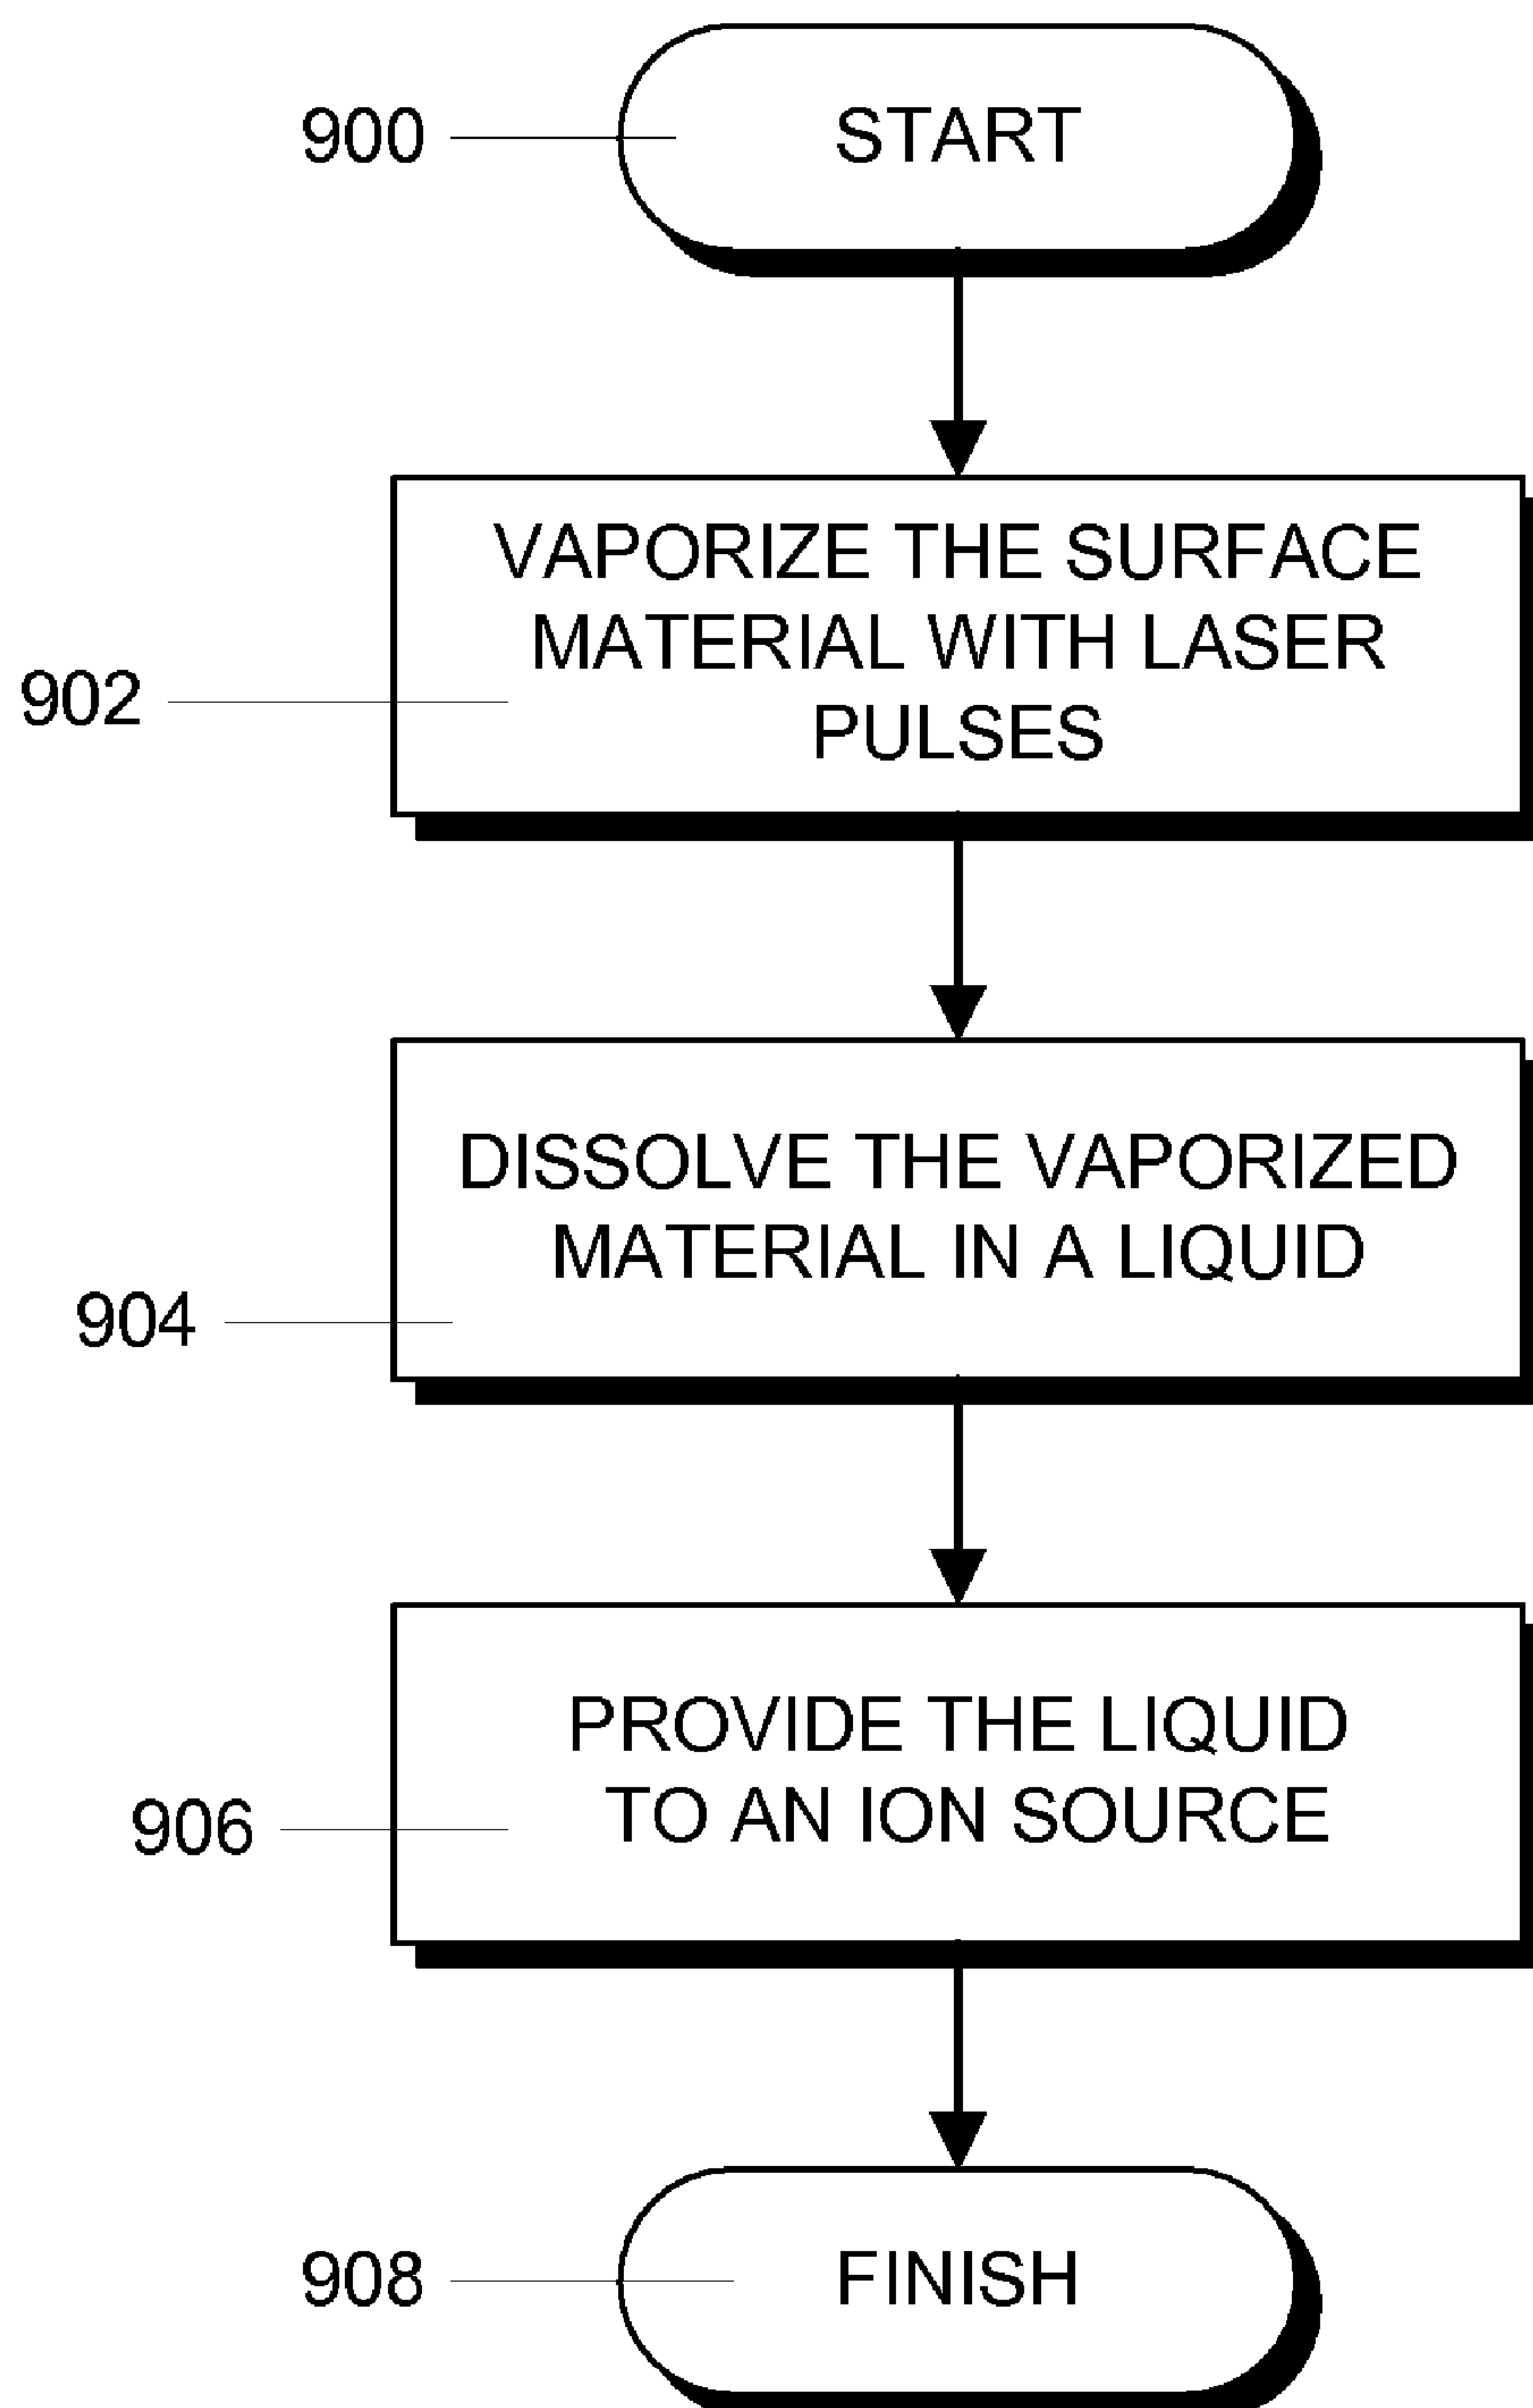 900
START
VAPORIZE THE SURFACE
MATERIAL WITH LASER
PULSES
902
DISSOLVE THE VAPORIZED
MATERIAL IN A LIQUID
904
PROVIDE THE LIQUID
TO AN ION SOURCE
906
908
FINISH